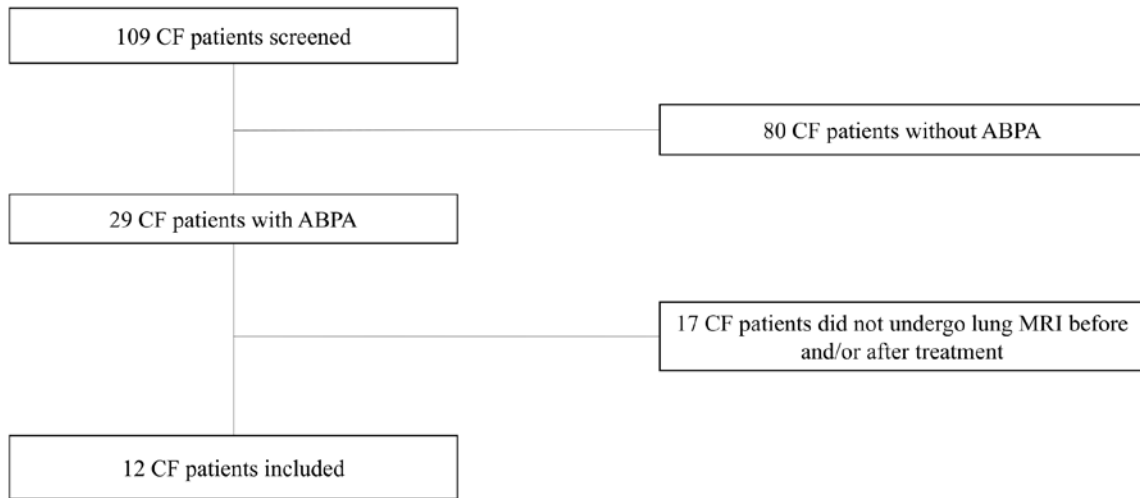 109 CF patients screened
80 CF patients without ABPA
29 CF patients with ABPA
17 CF patients did not undergo lung MRI before
and/or after treatment
12 CF patients included